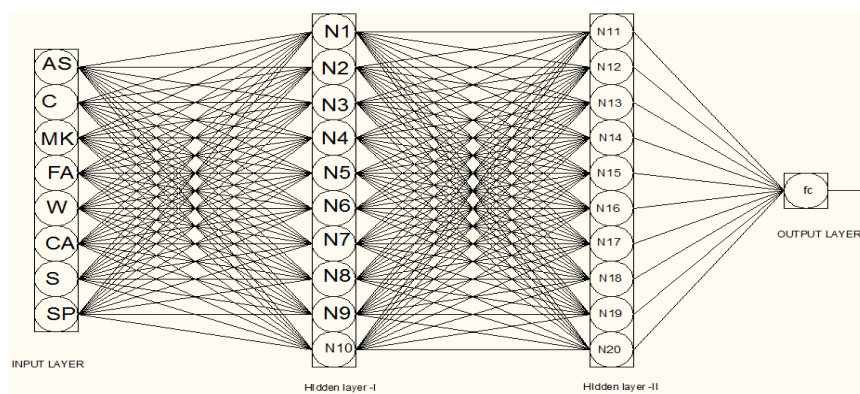 AS
C
MK
FA
W
CA
S
SP
INPUT LAYER
N1
N2
N3
N4
N5
N6
N7
N8
N9
N10
HIdden layer -I
N11
N12
N13
N14
N15
N16
N17
N18
N19
N20
HIdden layer -II
fc
OUTPUT LAYER